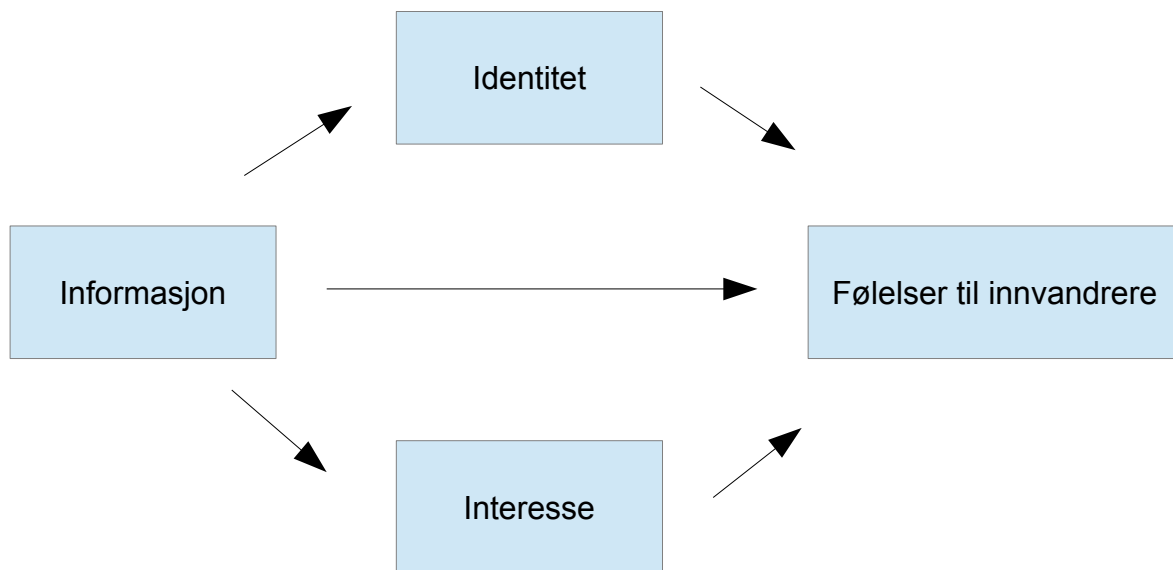 Identitet
Informasjon
Følelser til innvandrere
Interesse